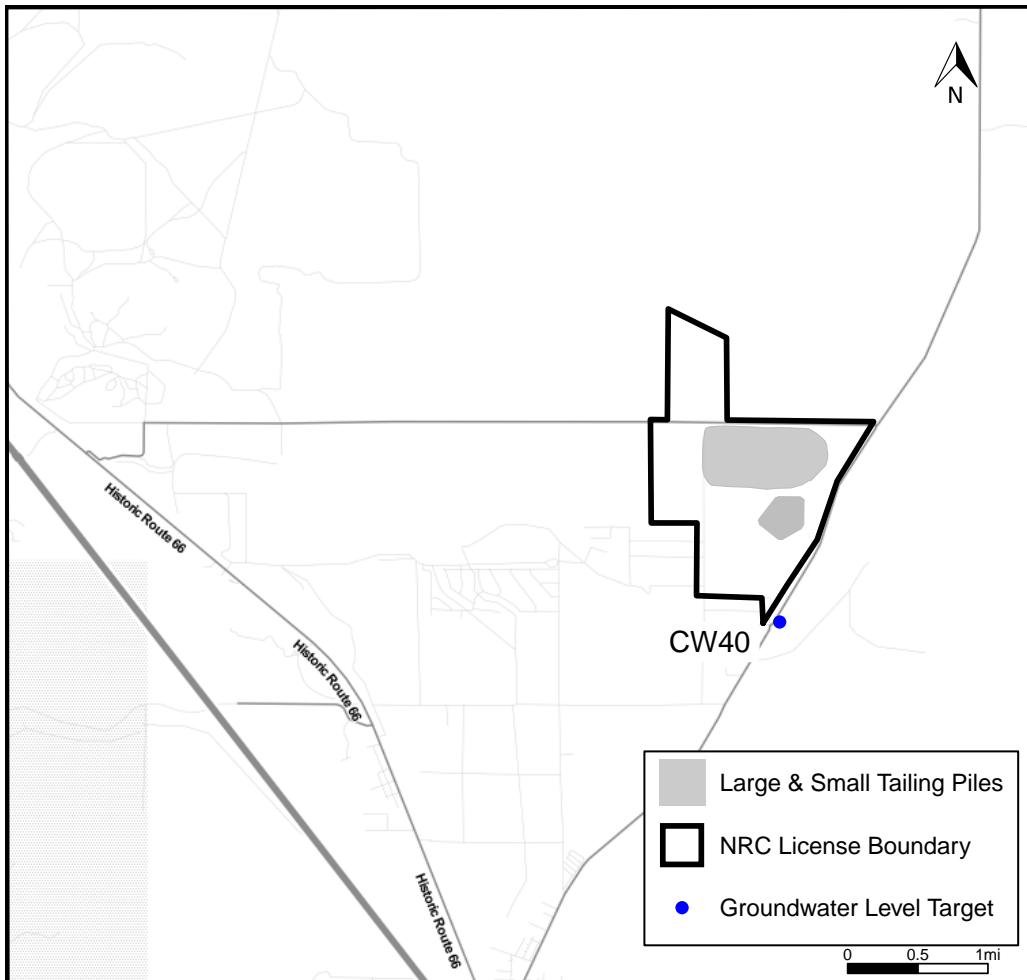 N
Historic Route 66
Historic Route 66
CW40
Historic Route 66
Large & Small Tailing Piles
NRC License Boundary
Groundwater Level Target
0 0.5 1mi